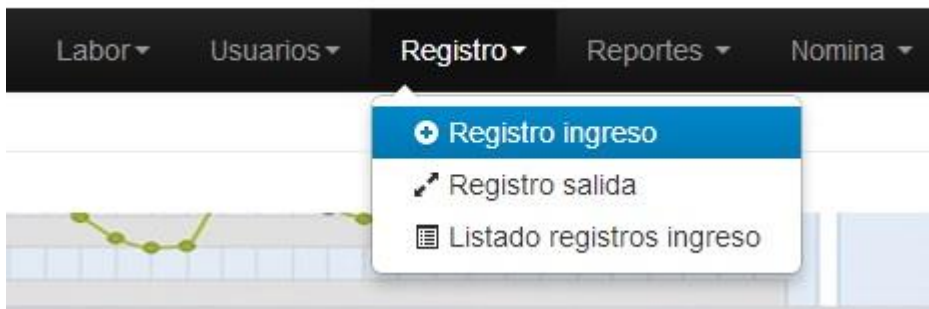 Labor Usuarios Registro Reportes Nomina
Registro ingreso
Registro salida
Listado registros ingreso